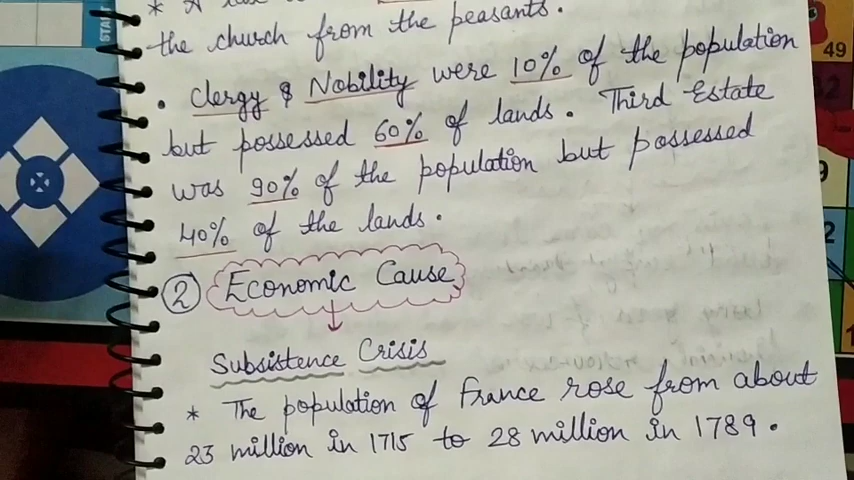 the church from the peasants.
• Clergy & Nobility were 10% of the population
but possessed 60% of lands. Third Estate
was 90% of the population but possessed
40% of the lands.
② Economic Cause
Subsistence Crisis
* The population of France rose from about
23 million in 1715 to 28 million in 1789.
START
49